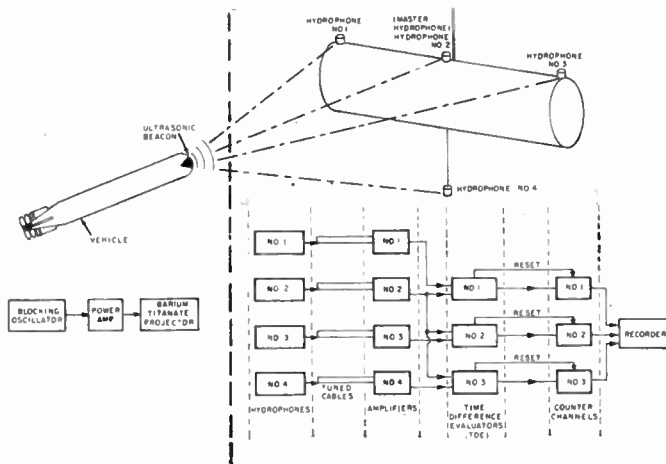 HYDROPHONE
NO.1
(MASTER
HYDROPHONE)
HYDROPHONE
NO. 2
HYDROPHONE
NO. 3
ULTRASONIC
BEACON
HYDROPHONE NO. 4
VEHICLE
BLOCKING
OSCILLATOR
POWER
AMP.
BARIUM
TITANATE
PROJECTOR
NO. 1
NO. 1
RESET
NO. 2
NO. 2
NO. 1
NO. 1
RESET
NO. 3
NO. 3
NO. 2
NO. 2
RECORDER
RESET
NO. 4
NO. 4
NO. 3
NO. 3
HYDROPHONES
TUNED
CABLES
AMPLIFIERS
TIME
DIFFERENCE
(EVALUATORS
(TDE)
COUNTER
CHANNELS